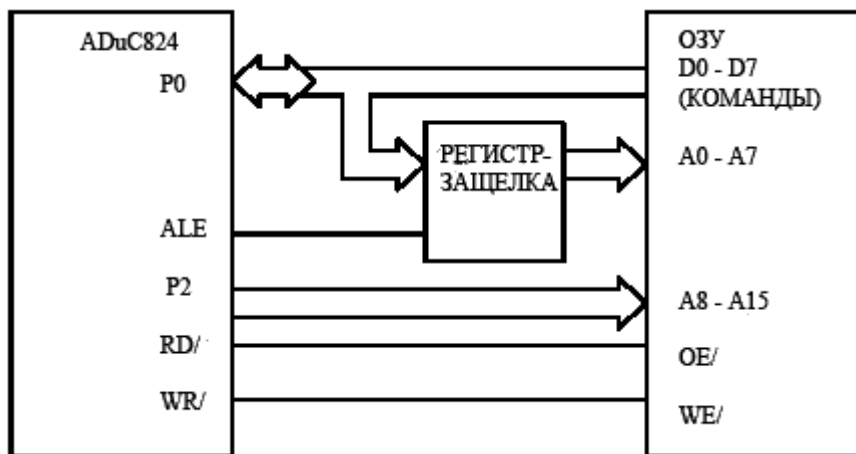 ADuC824
P0
ALE
P2
RD/
WR/
РЕГИСТР-
ЗАЩЕЛКА
ОЗУ
D0 - D7
(КОМАНДЫ)
A0 - A7
A8 - A15
OE/
WE/